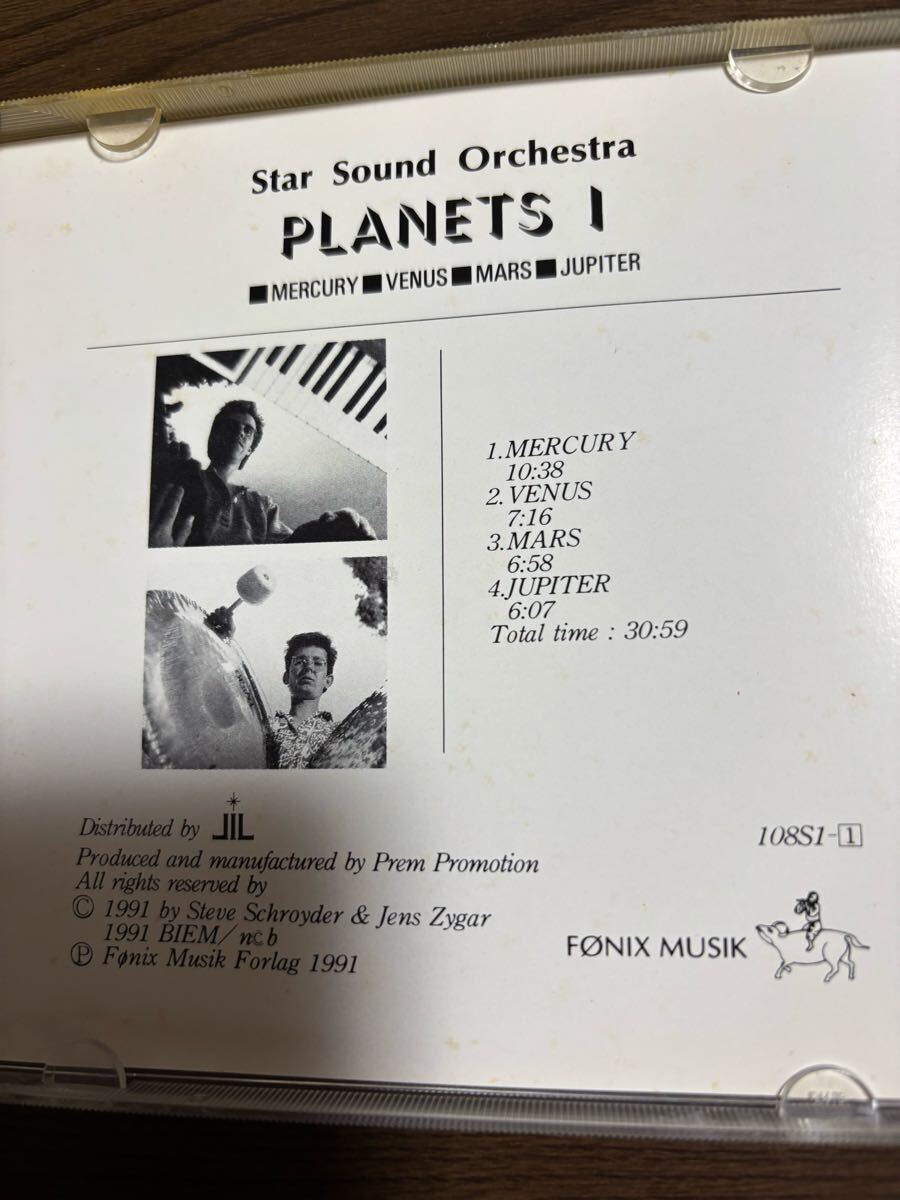 Star Sound Orchestra
PLANETS I
■MERCURY■VENUS■MARS■JUPITER
1.MERCURY
10:38
2.VENUS
7:16
3.MARS
6:58
4.JUPITER
6:07
Total time : 30:59
Distributed by JIL
Produced and manufactured by Prem Promotion
All rights reserved by
© 1991 by Steve Schroyder & Jens Zygar
1991 BIEM/ncb
℗ Fønix Musik Forlag 1991
108S1-1
FØNIX MUSIK